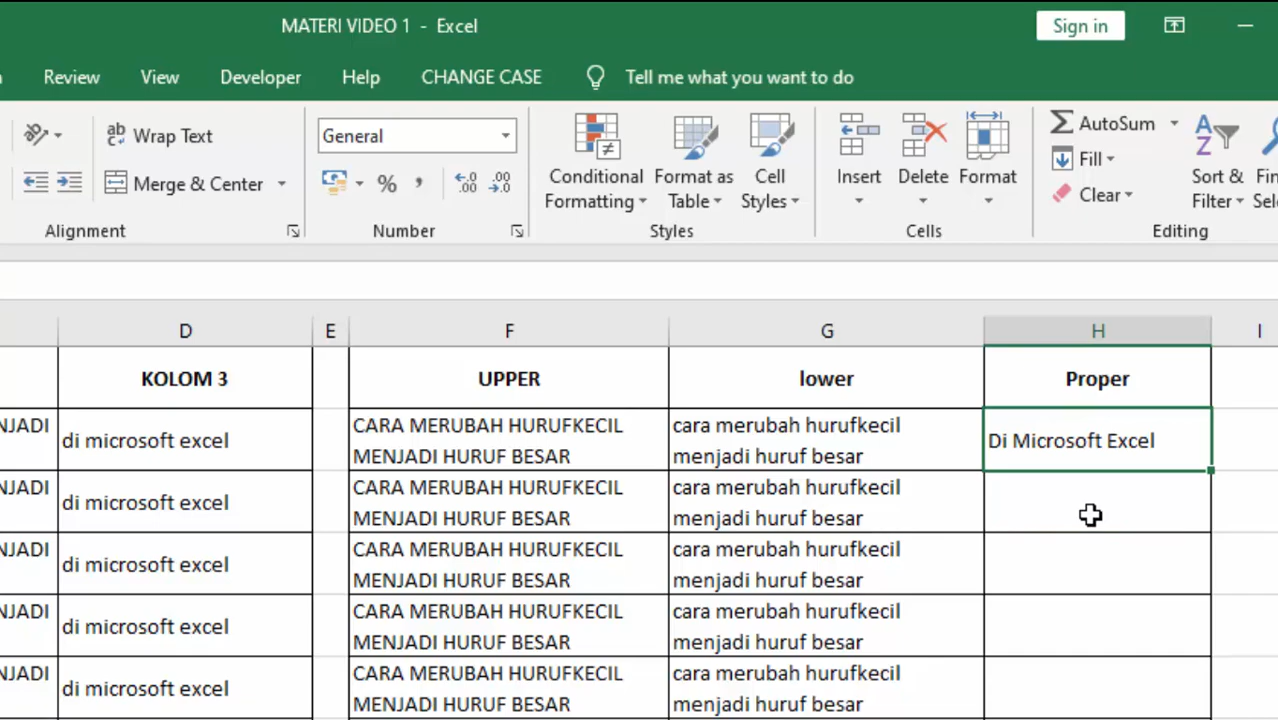 MATERI VIDEO 1 - Excel
Sign in
Review View Developer Help CHANGE CASE Tell me what you want to do
Wrap Text
Merge & Center
Alignment
General
% ,
Number
Conditional Formatting
Format as Table
Cell Styles
Styles
Insert
Delete
Format
Cells
AutoSum
Fill
Clear
Sort & Filter
Editing
D E F G H I
KOLOM 3 UPPER lower Proper
NJADI
di microsoft excel
CARA MERUBAH HURUFKECIL
MENJADI HURUF BESAR
cara merubah hurufkecil
menjadi huruf besar
Di Microsoft Excel
NJADI
di microsoft excel
CARA MERUBAH HURUFKECIL
MENJADI HURUF BESAR
cara merubah hurufkecil
menjadi huruf besar
NJADI
di microsoft excel
CARA MERUBAH HURUFKECIL
MENJADI HURUF BESAR
cara merubah hurufkecil
menjadi huruf besar
NJADI
di microsoft excel
CARA MERUBAH HURUFKECIL
MENJADI HURUF BESAR
cara merubah hurufkecil
menjadi huruf besar
NJADI
di microsoft excel
CARA MERUBAH HURUFKECIL
MENJADI HURUF BESAR
cara merubah hurufkecil
menjadi huruf besar